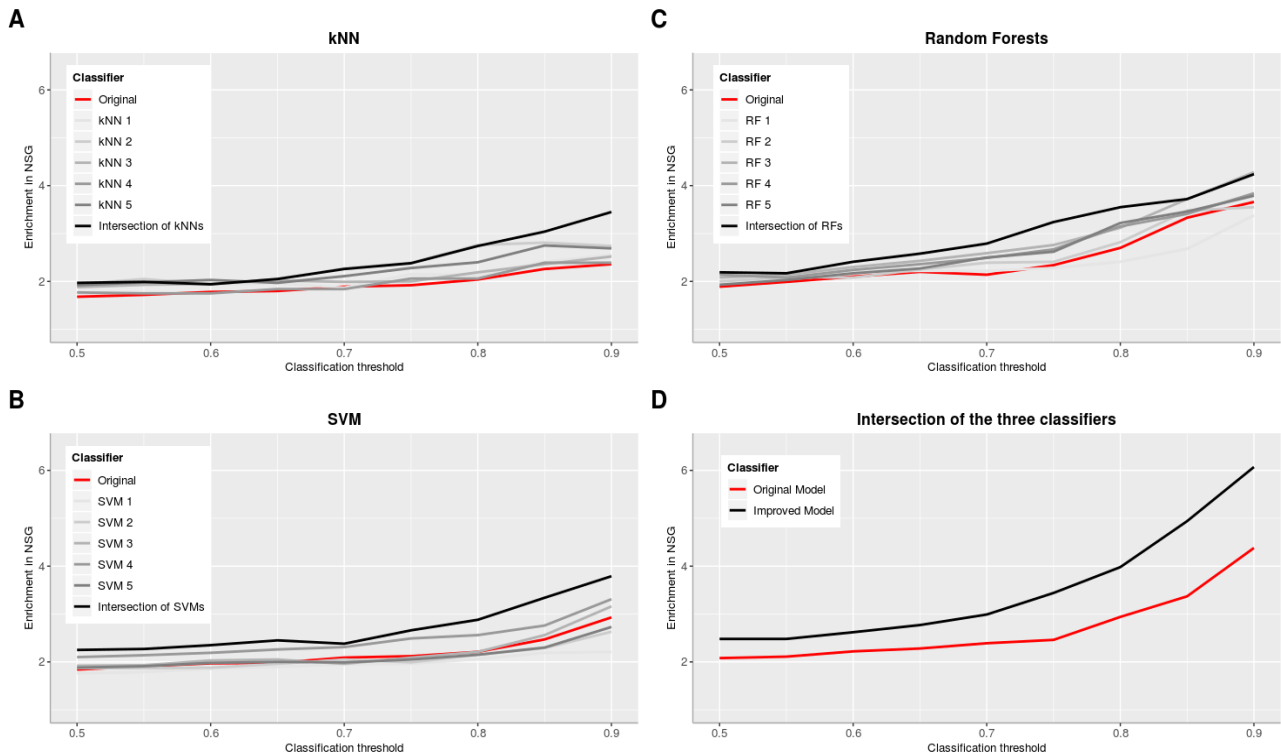 A
kNN
Enrichment in NSG
6
4
2
Classifier
Original
kNN 1
kNN 2
kNN 3
kNN 4
kNN 5
Intersection of kNNs
0.5 0.6 0.7 0.8 0.9
Classification threshold
C
Random Forests
Enrichment in NSG
6
4
2
Classifier
Original
RF 1
RF 2
RF 3
RF 4
RF 5
Intersection of RFs
0.5 0.6 0.7 0.8 0.9
Classification threshold
B
SVM
Enrichment in NSG
6
4
2
Classifier
Original
SVM 1
SVM 2
SVM 3
SVM 4
SVM 5
Intersection of SVMs
0.5 0.6 0.7 0.8 0.9
Classification threshold
D
Intersection of the three classifiers
Enrichment in NSG
6
4
2
Classifier
Original Model
Improved Model
0.5 0.6 0.7 0.8 0.9
Classification threshold